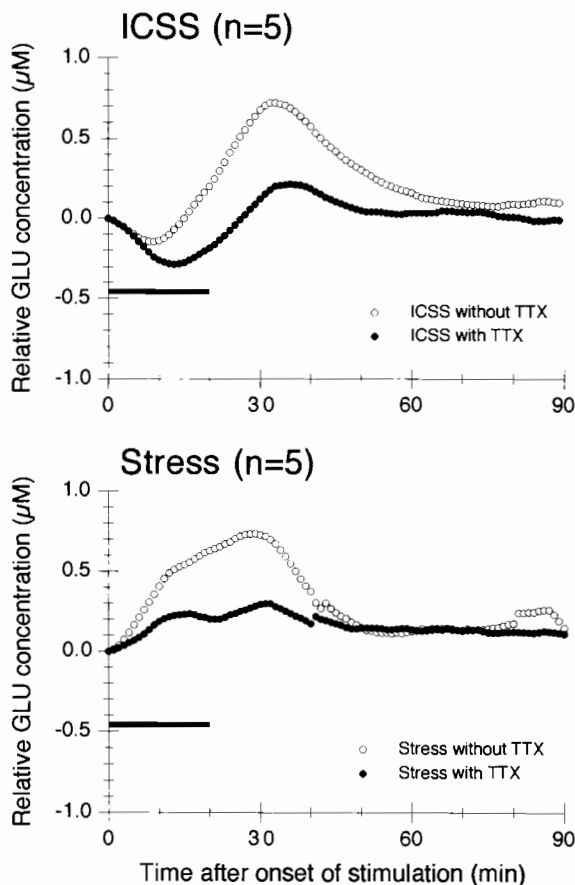 ICSS (n=5)
Relative GLU concentration (µM)
1.0
0.5
0.0
-0.5
-1.0
ICSS without TTX
ICSS with TTX
0
30
60
90
Stress (n=5)
Relative GLU concentration (µM)
1.0
0.5
0.0
-0.5
-1.0
Stress without TTX
Stress with TTX
0
30
60
90
Time after onset of stimulation (min)